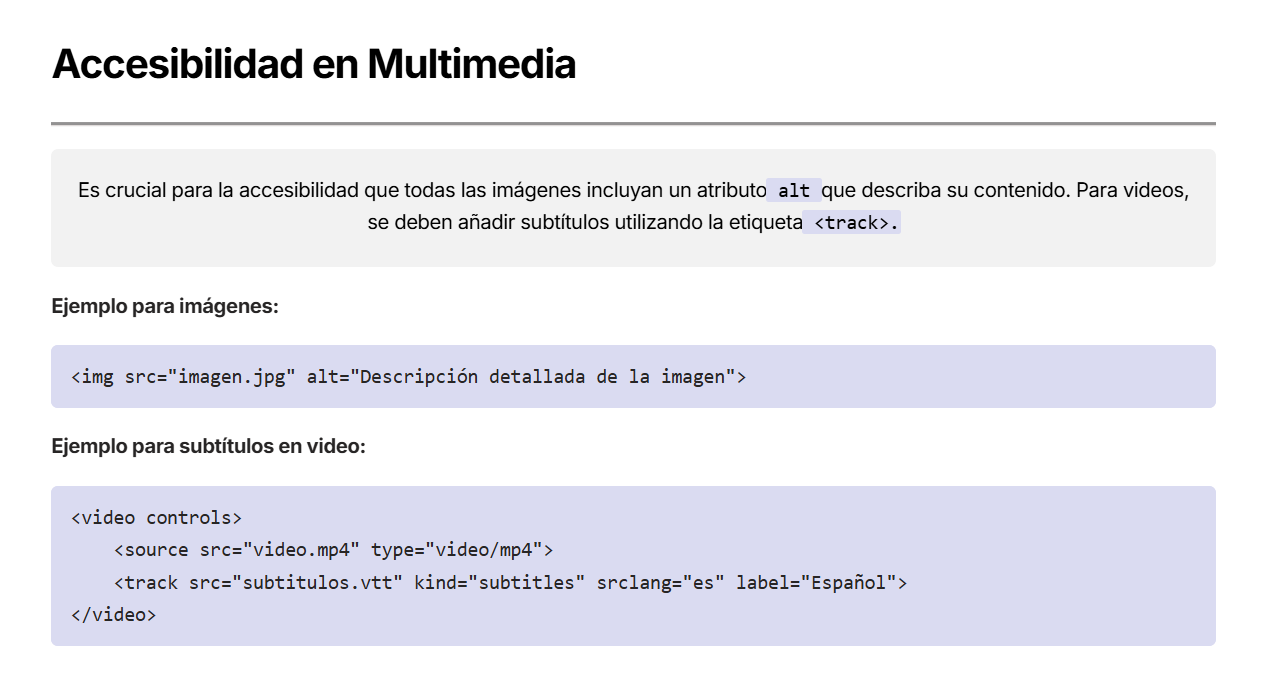 Accesibilidad en Multimedia
Es crucial para la accesibilidad que todas las imágenes incluyan un atributo alt que describa su contenido. Para videos,
se deben añadir subtítulos utilizando la etiqueta <track>.
Ejemplo para imágenes:
<img src="imagen.jpg" alt="Descripción detallada de la imagen">
Ejemplo para subtítulos en video:
<video controls>
    <source src="video.mp4" type="video/mp4">
    <track src="subtitulos.vtt" kind="subtitles" srclang="es" label="Español">
</video>